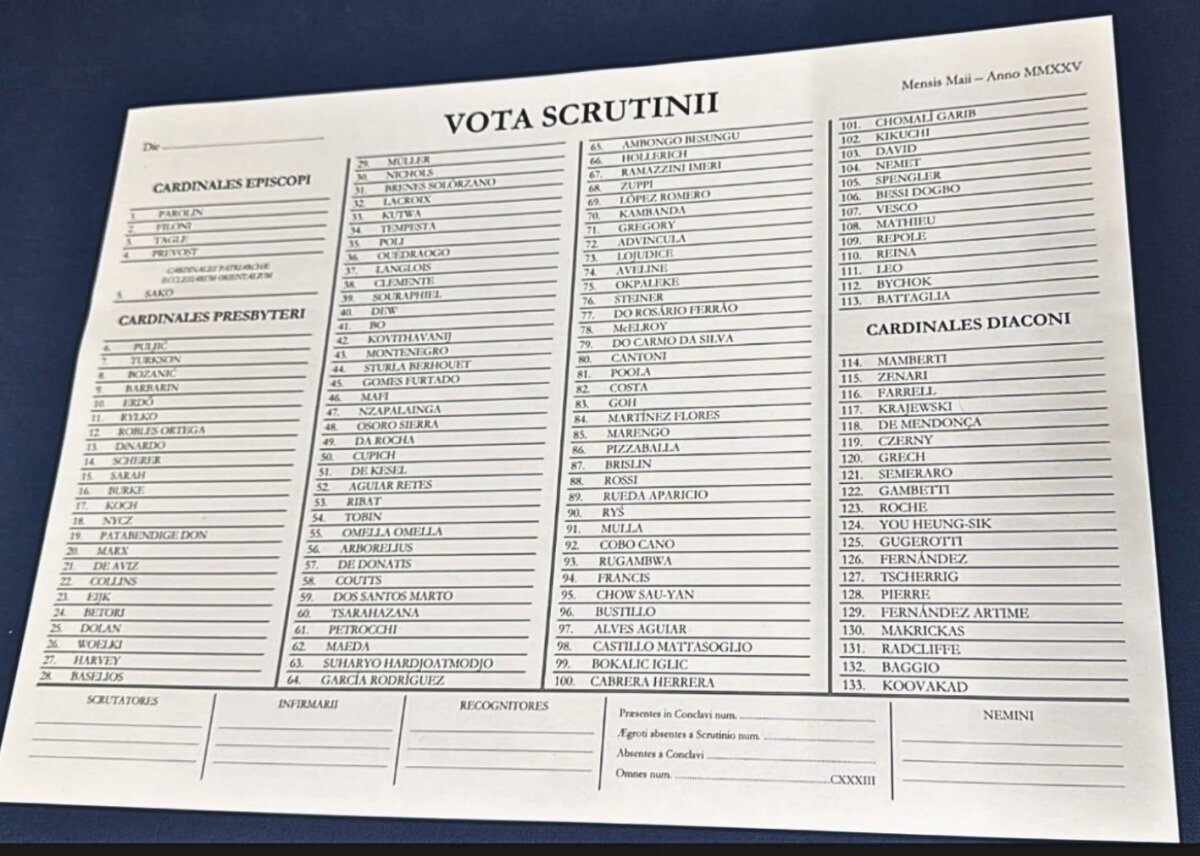 Mensis Maii – Anno MMXXV
VOTA SCRUTINII
Die
CARDINALES EPISCOPI
1. PAROLIN
2. FILONI
3. TAGLE
4. PREVOST
CARDINALES PATRIARCHÆ
ECCLESIARUM ORIENTALIUM
5. SAKO
CARDINALES PRESBYTERI
6. PULJIĆ
7. TURKSON
8. BOZANIĆ
9. BARBARIN
10. ERDŐ
11. RYLKO
12. ROBLES ORTEGA
13. DiNARDO
14. SCHERER
15. SARAH
16. BURKE
17. KOCH
18. NYCZ
19. PATABENDIGE DON
20. MARX
21. DE AVIZ
22. COLLINS
23. EIJK
24. BETORI
25. DOLAN
26. WOELKI
27. HARVEY
28. BASELIOS
29. MÜLLER
30. NICHOLS
31. BRENES SOLÓRZANO
32. LACROIX
33. KUTWA
34. TEMPESTA
35. POLI
36. OUEDRAOGO
37. LANGLOIS
38. CLEMENTE
39. SOURAPHIEL
40. DEW
41. BO
42. KOVITHAVANIJ
43. MONTENEGRO
44. STURLA BERHOUET
45. GOMES FURTADO
46. MAFI
47. NZAPALAINGA
48. OSORO SIERRA
49. DA ROCHA
50. CUPICH
51. DE KESEL
52. AGUIAR RETES
53. RIBAT
54. TOBIN
55. OMELLA OMELLA
56. ARBORELIUS
57. DE DONATIS
58. COUTTS
59. DOS SANTOS MARTO
60. TSARAHAZANA
61. PETROCCHI
62. MAEDA
63. SUHARYO HARDJOATMODJO
64. GARCÍA RODRÍGUEZ
65. AMBONGO BESUNGU
66. HOLLERICH
67. RAMAZZINI IMERI
68. ZUPPI
69. LÓPEZ ROMERO
70. KAMBANDA
71. GREGORY
72. ADVINCULA
73. LOJUDICE
74. AVELINE
75. OKPALEKE
76. STEINER
77. DO ROSÁRIO FERRÃO
78. McELROY
79. DO CARMO DA SILVA
80. CANTONI
81. POOLA
82. COSTA
83. GOH
84. MARTÍNEZ FLORES
85. MARENGO
86. PIZZABALLA
87. BRISLIN
88. ROSSI
89. RUEDA APARICIO
90. RYŚ
91. MULLA
92. COBO CANO
93. RUGAMBWA
94. FRANCIS
95. CHOW SAU-YAN
96. BUSTILLO
97. ALVES AGUIAR
98. CASTILLO MATTASOGLIO
99. BOKALIC IGLIC
100. CABRERA HERRERA
101. CHOMALÍ GARIB
102. KIKUCHI
103. DAVID
104. NEMET
105. SPENGLER
106. BESSI DOGBO
107. VESCO
108. MATHIEU
109. REPOLE
110. REINA
111. LEO
112. BYCHOK
113. BATTAGLIA
CARDINALES DIACONI
114. MAMBERTI
115. ZENARI
116. FARRELL
117. KRAJEWSKI
118. DE MENDONÇA
119. CZERNY
120. GRECH
121. SEMERARO
122. GAMBETTI
123. ROCHE
124. YOU HEUNG-SIK
125. GUGEROTTI
126. FERNÁNDEZ
127. TSCHERRIG
128. PIERRE
129. FERNÁNDEZ ARTIME
130. MAKRICKAS
131. RADCLIFFE
132. BAGGIO
133. KOOVAKAD
SCRUTATORES
INFIRMARII
RECOGNITORES
Præsentes in Conclavi num.
Ægroti absentes a Scrutinio num.
Absentes a Conclavi
Omnes num. CXXXIII
NEMINI